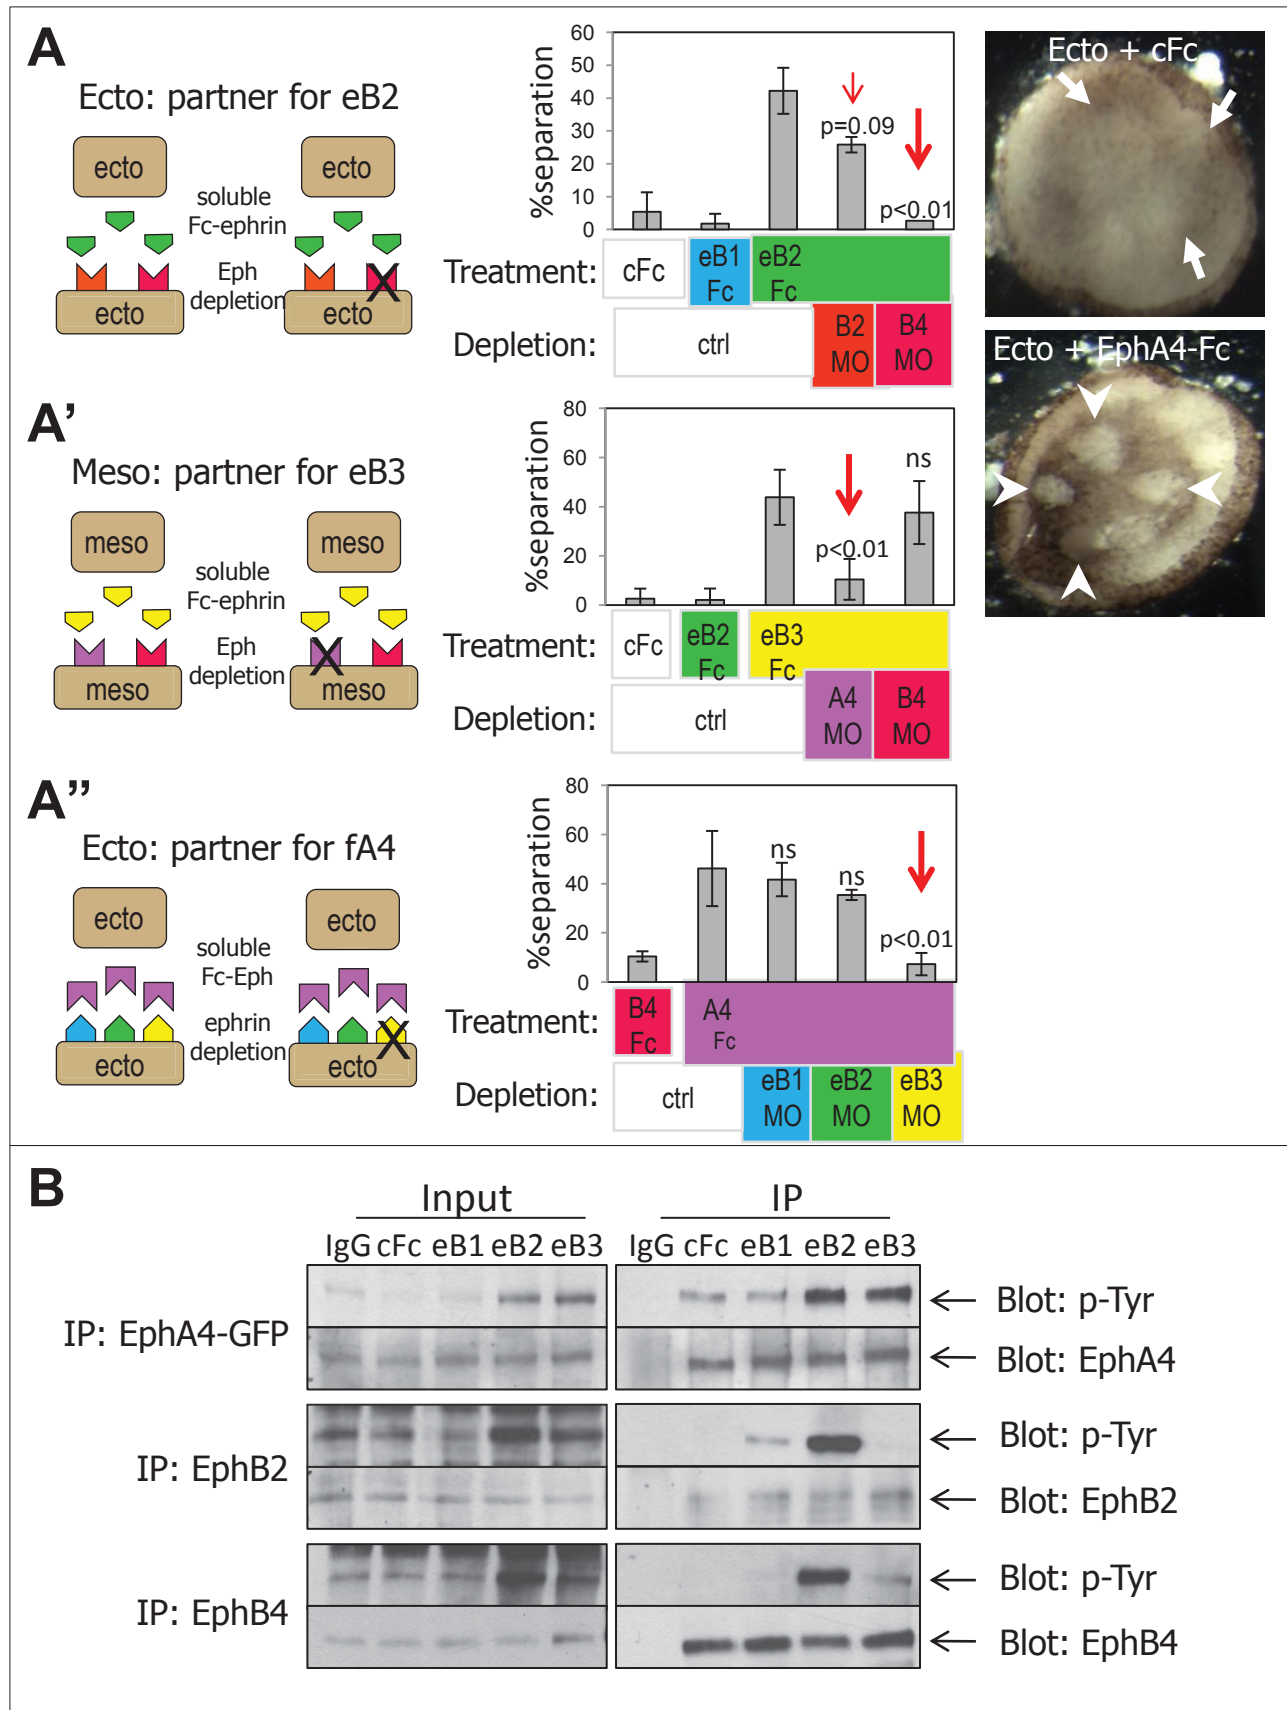 A
Ecto: partner for eB2
ecto
ecto
soluble
Fc-ephrin
Eph
depletion
ecto
ecto
%separation
60
50
40
30
20
10
0
p=0.09
p<0.01
Treatment:
cFc
eB1
Fc
eB2
Fc
Depletion:
ctrl
B2
MO
B4
MO
Ecto + cFc
Ecto + EphA4-Fc
A'
Meso: partner for eB3
meso
meso
soluble
Fc-ephrin
Eph
depletion
meso
meso
%separation
80
60
40
20
0
p<0.01
ns
Treatment:
cFc
eB2
Fc
eB3
Fc
Depletion:
ctrl
A4
MO
B4
MO
A''
Ecto: partner for fA4
ecto
ecto
soluble
Fc-Eph
ephrin
depletion
ecto
ecto
%separation
80
60
40
20
0
ns
ns
p<0.01
Treatment:
B4
Fc
A4
Fc
Depletion:
ctrl
eB1
MO
eB2
MO
eB3
MO
B
Input
IP
IgG cFc eB1 eB2 eB3
IgG cFc eB1 eB2 eB3
IP: EphA4-GFP
Blot: p-Tyr
Blot: EphA4
IP: EphB2
Blot: p-Tyr
Blot: EphB2
IP: EphB4
Blot: p-Tyr
Blot: EphB4